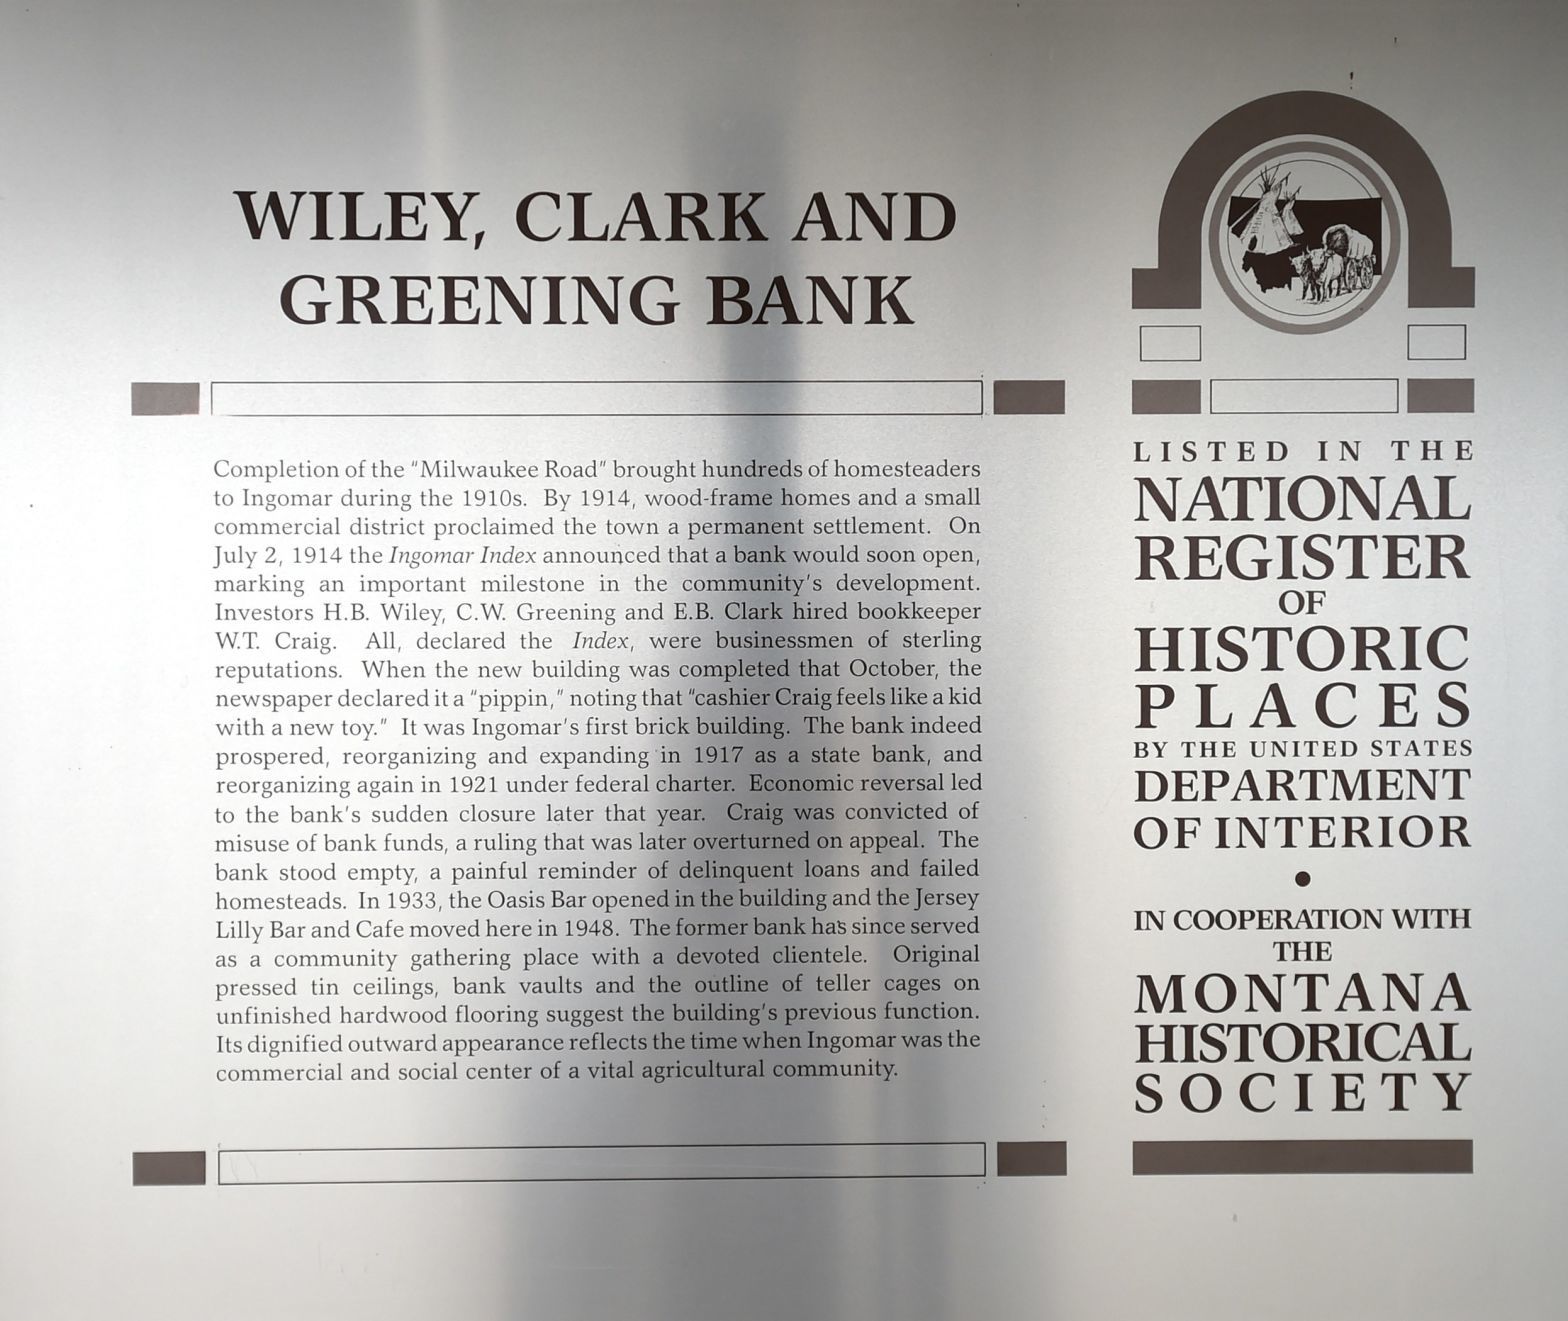 WILEY, CLARK AND
GREENING BANK
Completion of the "Milwaukee Road" brought hundreds of homesteaders
to Ingomar during the 1910s. By 1914, wood-frame homes and a small
commercial district proclaimed the town a permanent settlement. On
July 2, 1914 the Ingomar Index announced that a bank would soon open,
marking an important milestone in the community's development.
Investors H.B. Wiley, C.W. Greening and E.B. Clark hired bookkeeper
W.T. Craig. All, declared the Index, were businessmen of sterling
reputations. When the new building was completed that October, the
newspaper declared it a "pippin," noting that "cashier Craig feels like a kid
with a new toy." It was Ingomar's first brick building. The bank indeed
prospered, reorganizing and expanding in 1917 as a state bank, and
reorganizing again in 1921 under federal charter. Economic reversal led
to the bank's sudden closure later that year. Craig was convicted of
misuse of bank funds, a ruling that was later overturned on appeal. The
bank stood empty, a painful reminder of delinquent loans and failed
homesteads. In 1933, the Oasis Bar opened in the building and the Jersey
Lilly Bar and Cafe moved here in 1948. The former bank has since served
as a community gathering place with a devoted clientele. Original
pressed tin ceilings, bank vaults and the outline of teller cages on
unfinished hardwood flooring suggest the building's previous function.
Its dignified outward appearance reflects the time when Ingomar was the
commercial and social center of a vital agricultural community.
LISTED IN THE
NATIONAL
REGISTER
OF
HISTORIC
PLACES
BY THE UNITED STATES
DEPARTMENT
OF INTERIOR
IN COOPERATION WITH
THE
MONTANA
HISTORICAL
SOCIETY